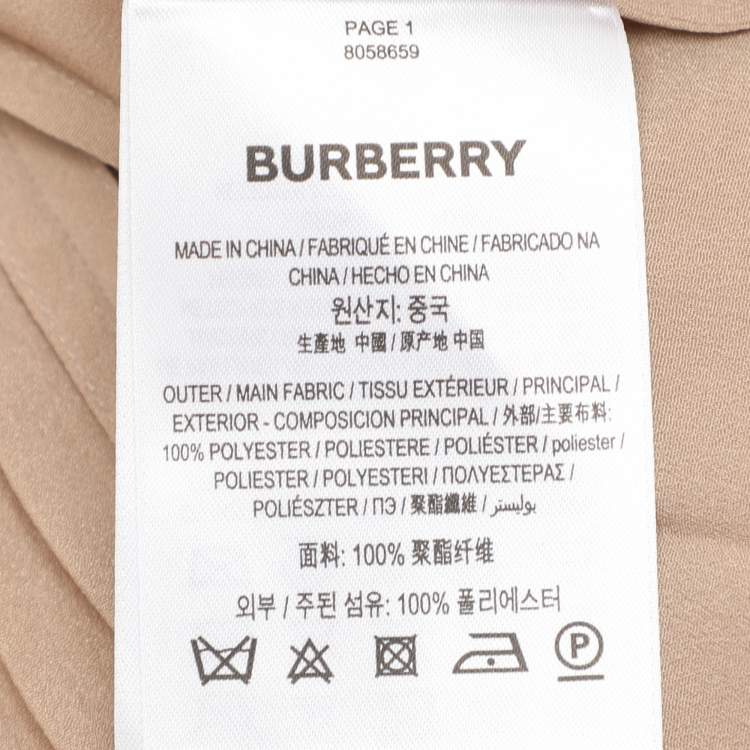 PAGE 1
8058659
BURBERRY
MADE IN CHINA / FABRIQUÉ EN CHINE / FABRICADO NA
CHINA / HECHO EN CHINA
원산지: 중국
生產地 中國 / 原产地 中国
OUTER / MAIN FABRIC / TISSU EXTÉRIEUR / PRINCIPAL /
EXTERIOR - COMPOSICION PRINCIPAL / 外部/主要布料:
100% POLYESTER / POLIESTERE / POLIÉSTER / poliester /
POLIESTER / POLYESTERI / ΠΟΛΥΕΣΤΕΡΑΣ /
POLIÉSZTER / ПЭ / 聚酯纖維 / بوليستر
面料: 100% 聚酯纤维
외부 / 주된 섬유: 100% 폴리에스터
P